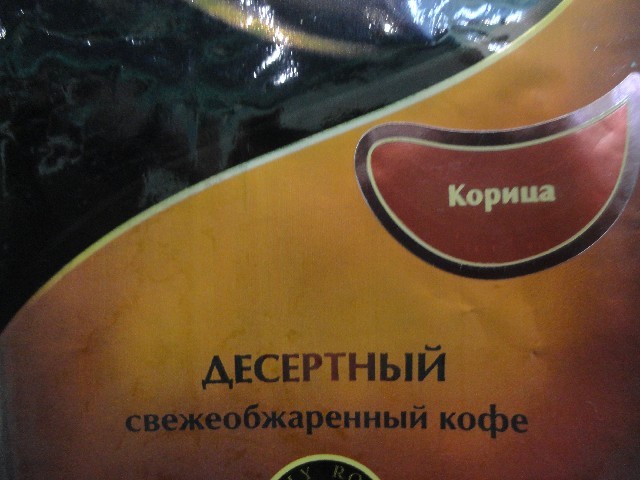 Корица
ДЕСЕРТНЫЙ
свежеобжаренный кофе